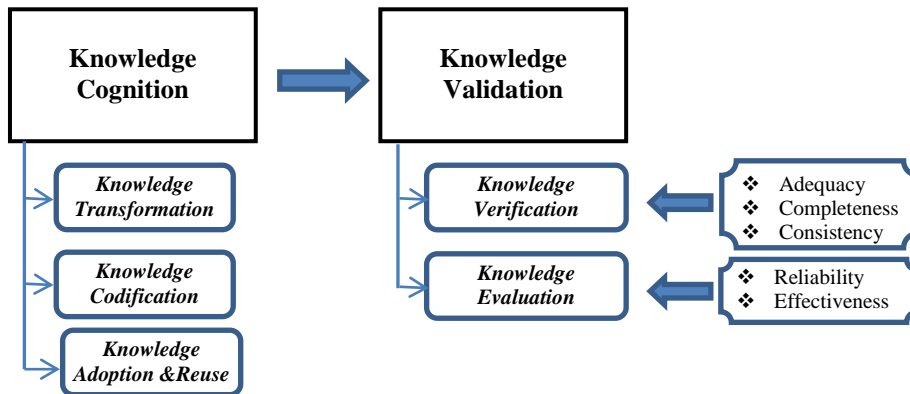 Knowledge
Cognition
Knowledge
Validation
Knowledge
Transformation
Knowledge
Codification
Knowledge
Adoption &Reuse
Knowledge
Verification
Knowledge
Evaluation
❖ Adequacy
❖ Completeness
❖ Consistency
❖ Reliability
❖ Effectiveness